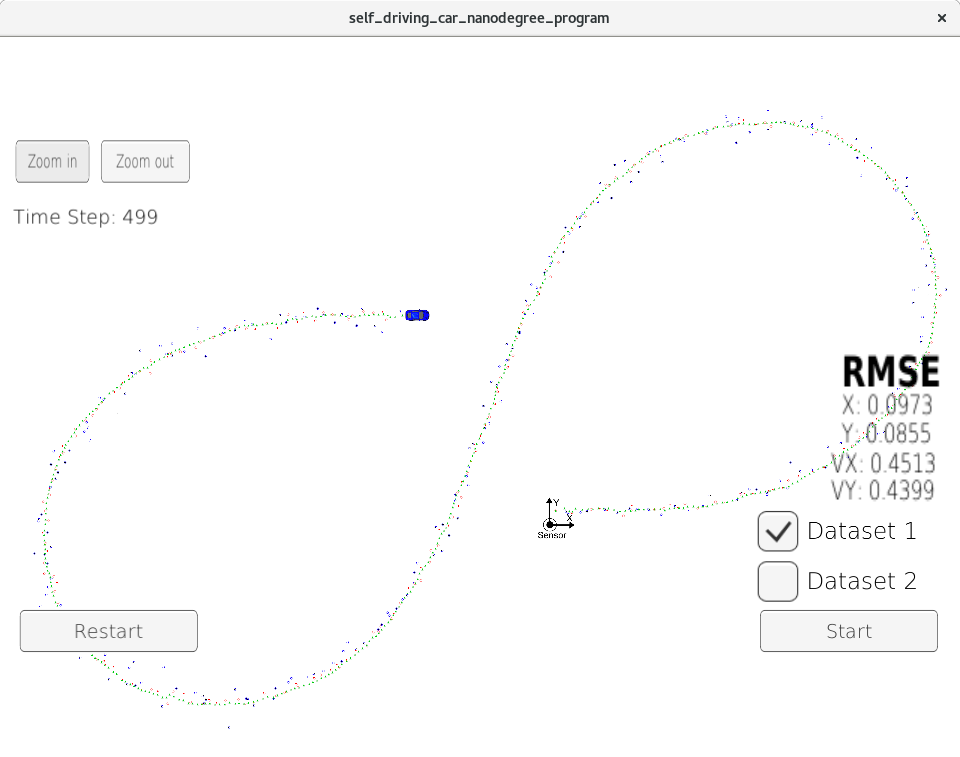 self_driving_car_nanodegree_program
Zoom in
Zoom out
Time Step: 499
RMSE
X: 0.0973
Y: 0.0855
VX: 0.4513
VY: 0.4399
Y
X
Sensor
Dataset 1
Dataset 2
Restart
Start